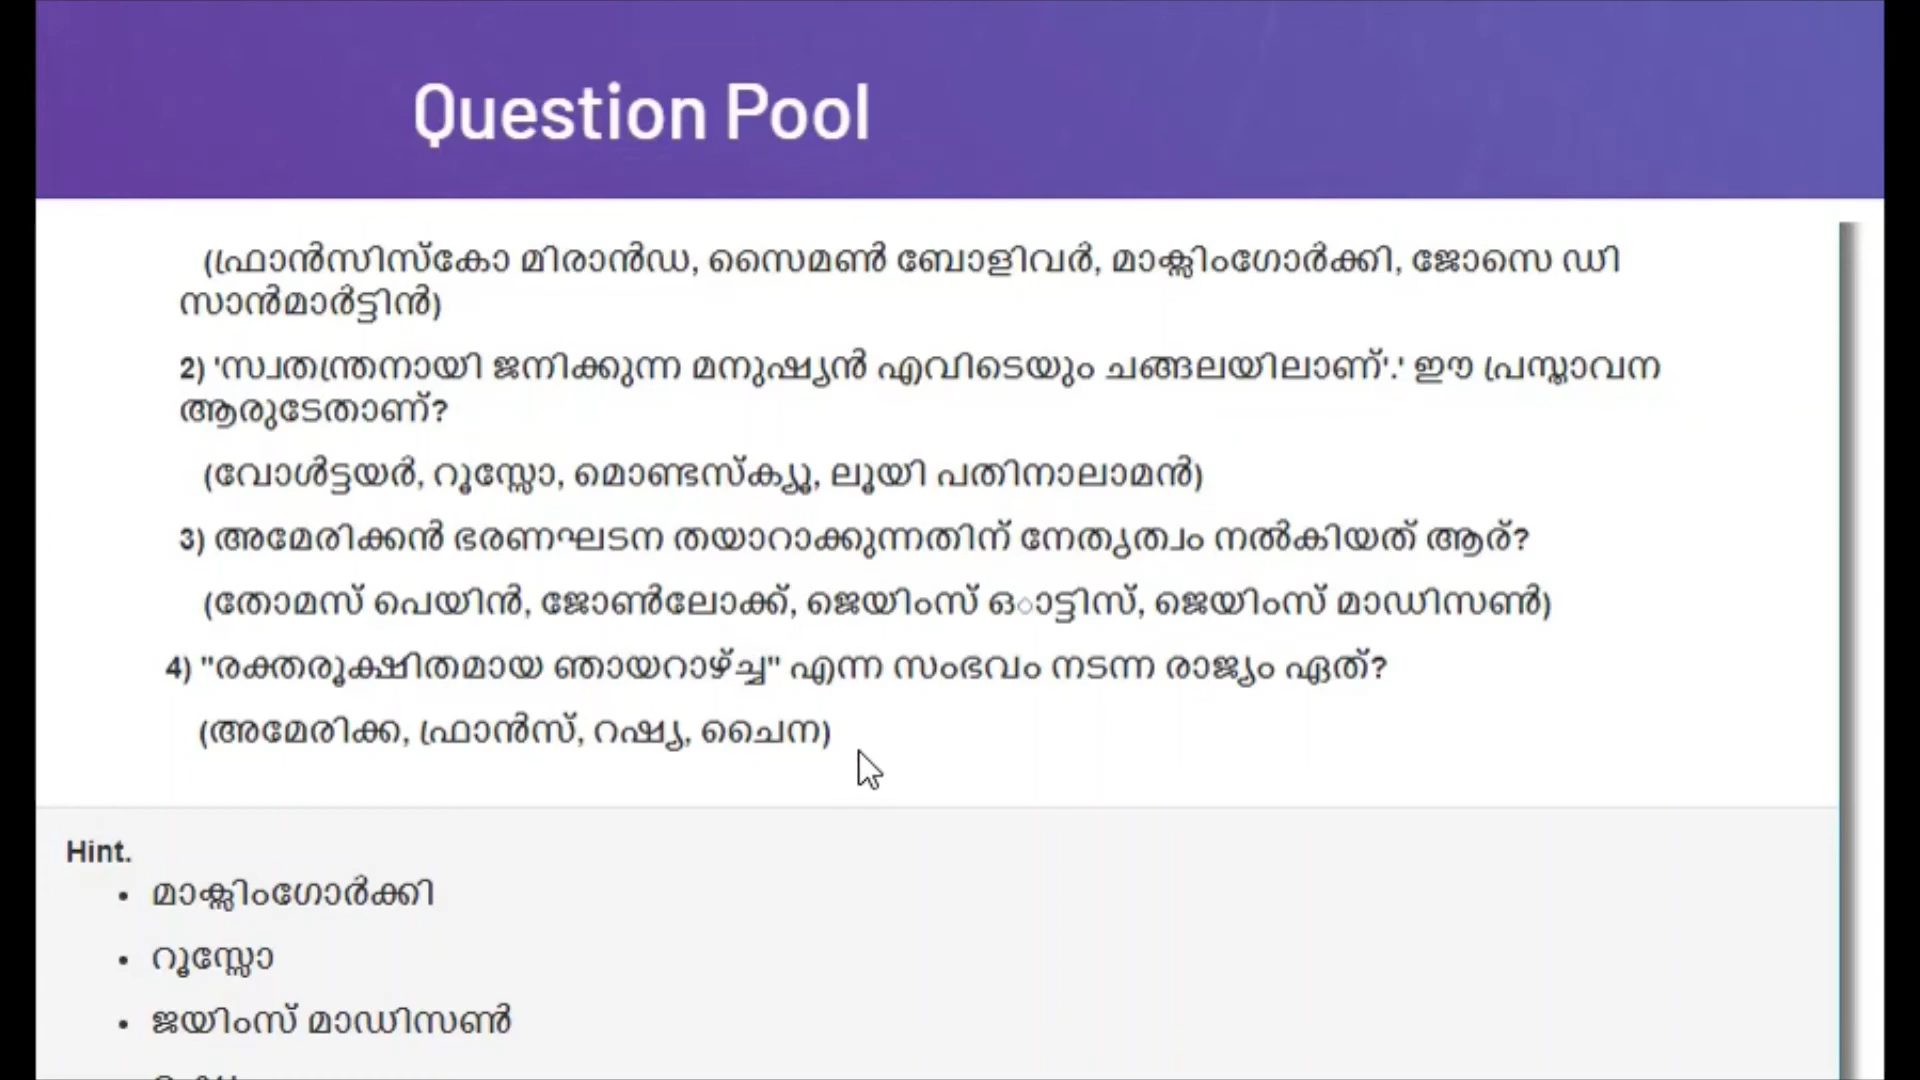 Question Pool
(ഫ്രാൻസിസ്കോ മിരാൻഡ, സൈമൺ ബോളിവർ, മാക്സിംഗോർക്കി, ജോസെ ഡി
സാൻമാർട്ടിൻ)
2) 'സ്വതന്ത്രനായി ജനിക്കുന്ന മനുഷ്യൻ എവിടെയും ചങ്ങലയിലാണ്'.' ഈ പ്രസ്താവന
ആരുടേതാണ്?
(വോൾട്ടയർ, റൂസ്സോ, മൊണ്ടസ്ക്യൂ, ലൂയി പതിനാലാമൻ)
3) അമേരിക്കൻ ഭരണഘടന തയാറാക്കുന്നതിന് നേതൃത്വം നൽകിയത് ആര്?
(തോമസ് പെയിൻ, ജോൺലോക്ക്, ജെയിംസ് ഒാട്ടിസ്, ജെയിംസ് മാഡിസൺ)
4) "രക്തരൂക്ഷിതമായ ഞായറാഴ്ച്ച" എന്ന സംഭവം നടന്ന രാജ്യം ഏത്?
(അമേരിക്ക, ഫ്രാൻസ്, റഷ്യ, ചൈന)
Hint.
• മാക്സിംഗോർക്കി
• റൂസ്സോ
• ജയിംസ് മാഡിസൺ